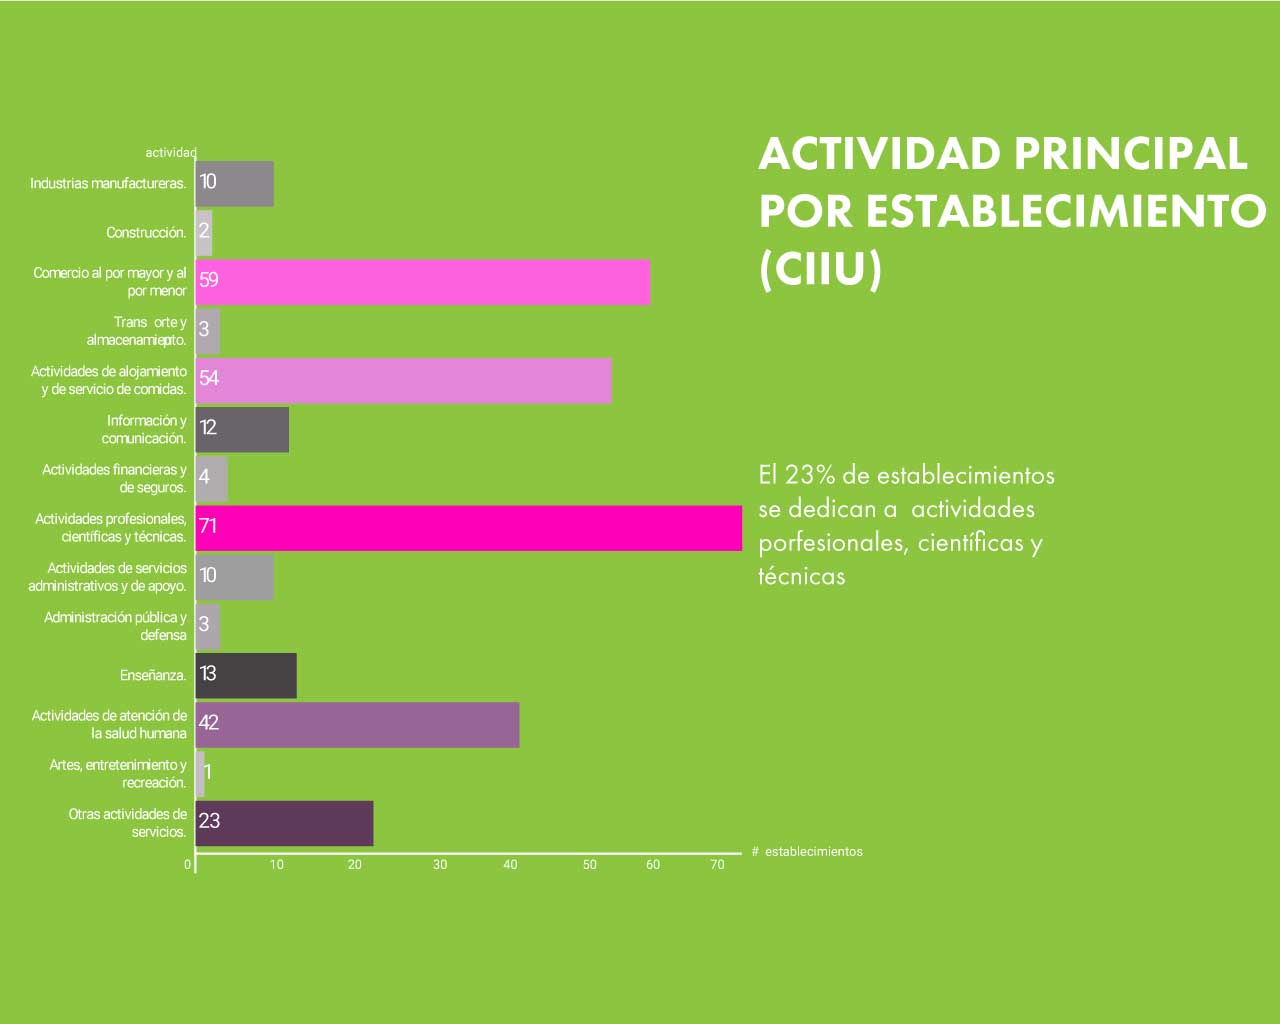 ACTIVIDAD PRINCIPAL
POR ESTABLECIMIENTO
(CIIU)
actividad
Industrias manufactureras.
10
Construcción.
2
Comercio al por mayor y al
por menor
59
Trans orte y
almacenamiepto.
3
Actividades de alojamiento
y de servicio de comidas.
54
Información y
comunicación.
12
Actividades financieras y
de seguros.
4
Actividades profesionales,
científicas y técnicas.
71
Actividades de servicios
administrativos y de apoyo.
10
Administración pública y
defensa
3
Enseñanza.
13
Actividades de atención de
la salud humana
42
Artes, entretenimiento y
recreación.
1
Otras actividades de
servicios.
23
0 10 20 30 40 50 60 70
# establecimientos
El 23% de establecimientos
se dedican a actividades
porfesionales, científicas y
técnicas